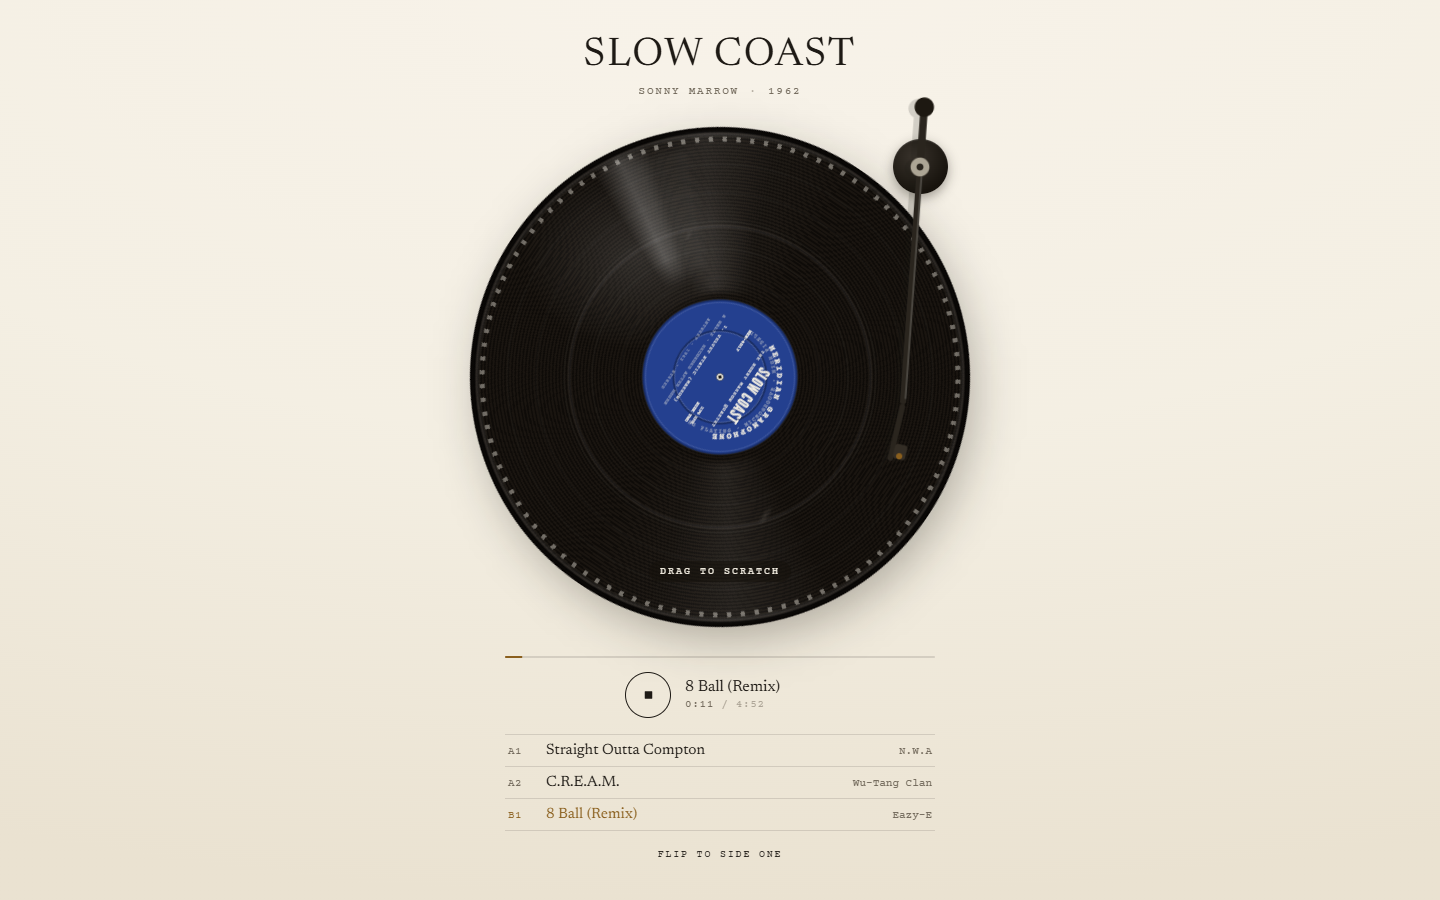 SLOW COAST
SONNY MARROW · 1962
MERIDIAN GRAMOPHONE
SLOW COAST
DRAG TO SCRATCH
8 Ball (Remix)
0:11 / 4:52
A1 Straight Outta Compton N.W.A
A2 C.R.E.A.M. Wu-Tang Clan
B1 8 Ball (Remix) Eazy-E
FLIP TO SIDE ONE